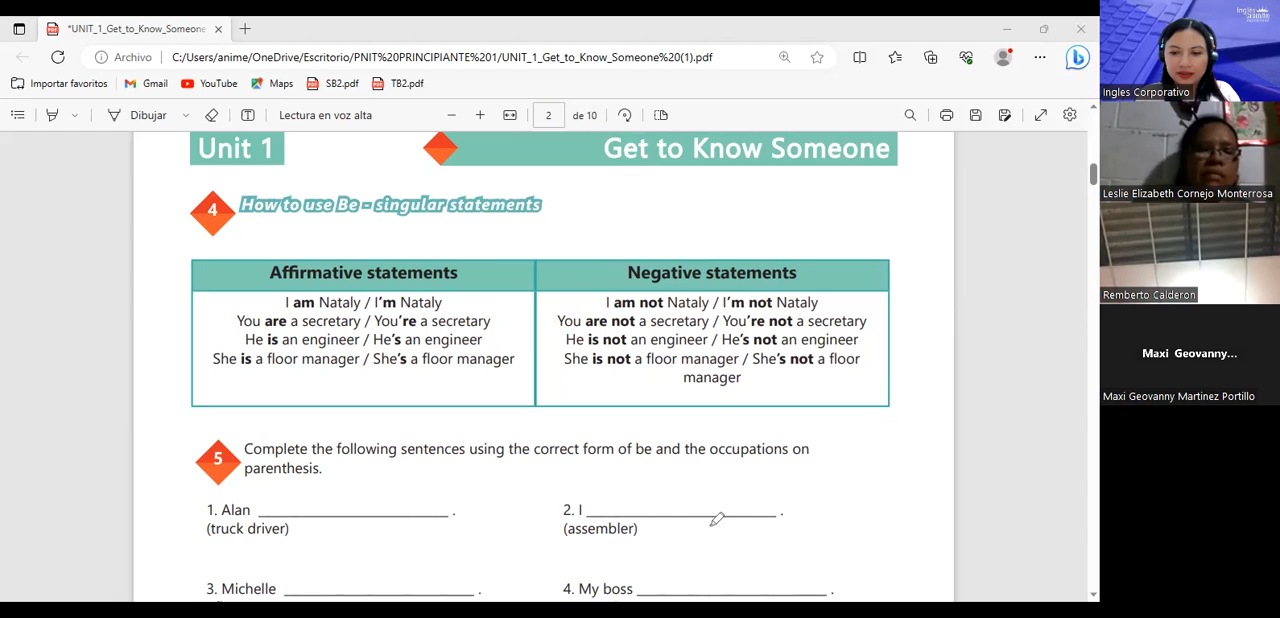 *UNIT_1_Get_to_Know_Someone
Archivo
C:/Users/anime/OneDrive/Escritorio/PNIT%20PRINCIPIANTE%201/UNIT_1_Get_to_Know_Someone%20(1).pdf
Importar favoritos
Gmail
YouTube
Maps
SB2.pdf
TB2.pdf
Dibujar
Lectura en voz alta
2
de 10
Unit 1
Get to Know Someone
4
How to use Be - singular statements
Affirmative statements
I am Nataly / I'm Nataly
You are a secretary / You're a secretary
He is an engineer / He's an engineer
She is a floor manager / She's a floor manager
Negative statements
I am not Nataly / I'm not Nataly
You are not a secretary / You're not a secretary
He is not an engineer / He's not an engineer
She is not a floor manager / She's not a floor
manager
5
Complete the following sentences using the correct form of be and the occupations on
parenthesis.
1. Alan ________________________ .
(truck driver)
2. I ________________________ .
(assembler)
3. Michelle ________________________ .
4. My boss ________________________ .
Ingles Corporativo
Leslie Elizabeth Cornejo Monterrosa
Remberto Calderon
Maxi Geovanny...
Maxi Geovanny Martinez Portillo